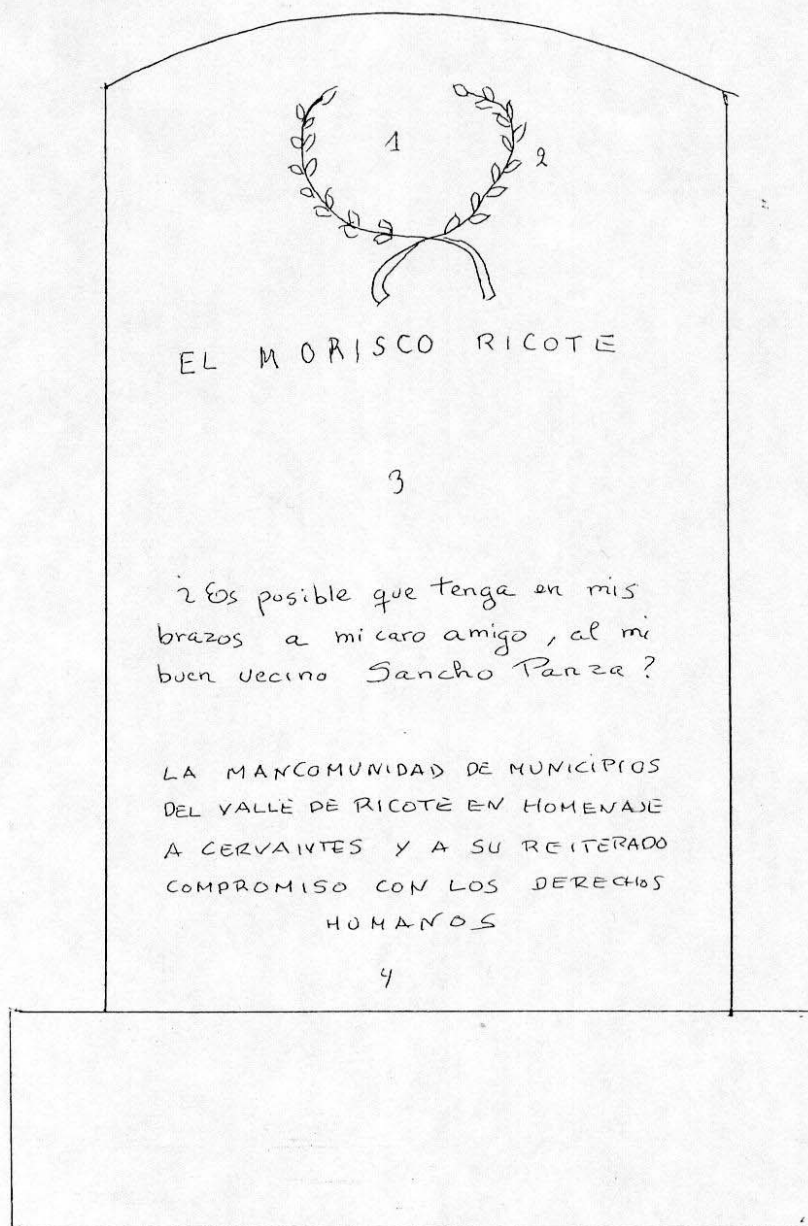 1
2
EL MORISCO RICOTE
3
¿Es posible que tenga en mis
brazos a mi caro amigo, al mi
buen vecino Sancho Panza?
LA MANCOMUNIDAD DE MUNICIPIOS
DEL VALLE DE RICOTE EN HOMENAJE
A CERVANTES Y A SU REITERADO
COMPROMISO CON LOS DERECHOS
HUMANOS
4